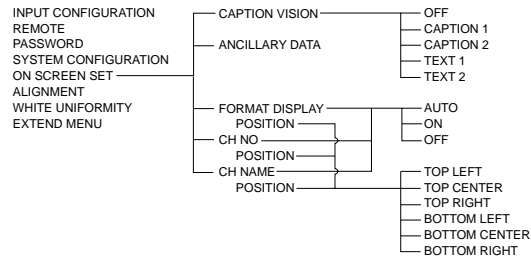 INPUT CONFIGURATION
REMOTE
PASSWORD
SYSTEM CONFIGURATION
ON SCREEN SET
ALIGNMENT
WHITE UNIFORMITY
EXTEND MENU
CAPTION VISION
ANCILLARY DATA
FORMAT DISPLAY
POSITION
CH NO
POSITION
CH NAME
POSITION
OFF
CAPTION 1
CAPTION 2
TEXT 1
TEXT 2
AUTO
ON
OFF
TOP LEFT
TOP CENTER
TOP RIGHT
BOTTOM LEFT
BOTTOM CENTER
BOTTOM RIGHT